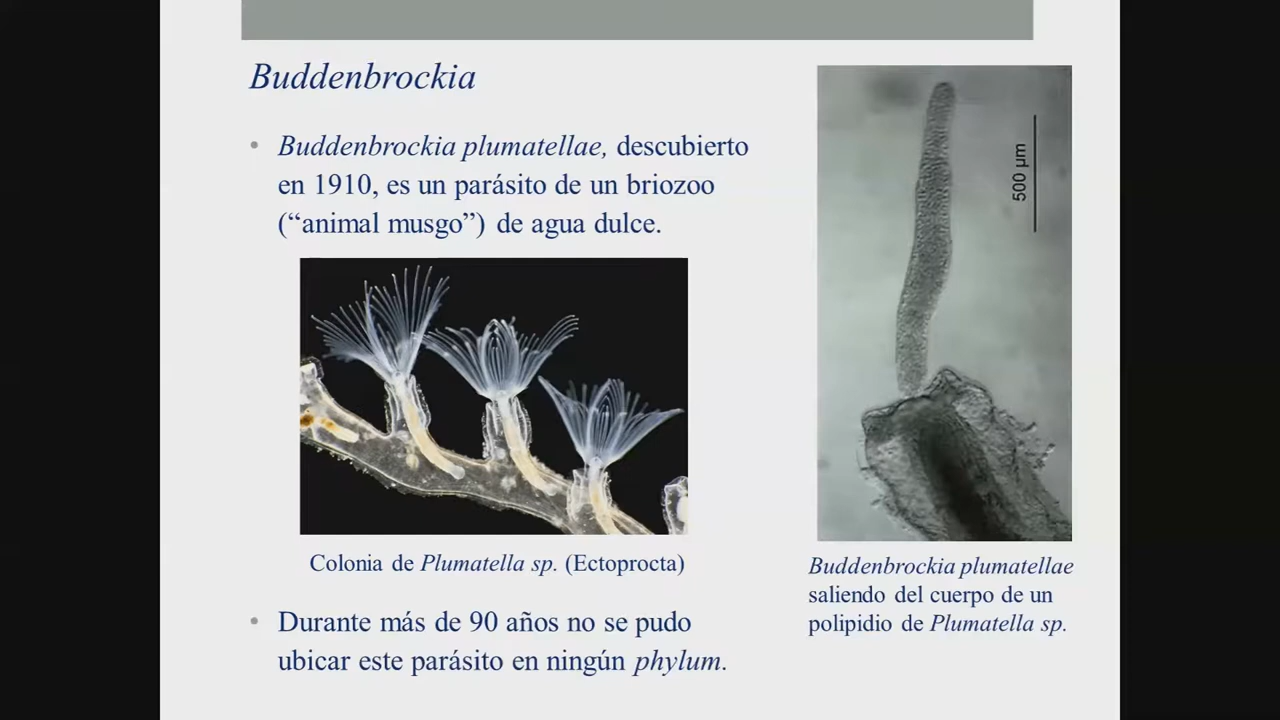 Buddenbrockia
• Buddenbrockia plumatellae, descubierto
en 1910, es un parásito de un briozoo
(“animal musgo”) de agua dulce.
Colonia de Plumatella sp. (Ectoprocta)
• Durante más de 90 años no se pudo
ubicar este parásito en ningún phylum.
500 µm
Buddenbrockia plumatellae
saliendo del cuerpo de un
polipidio de Plumatella sp.